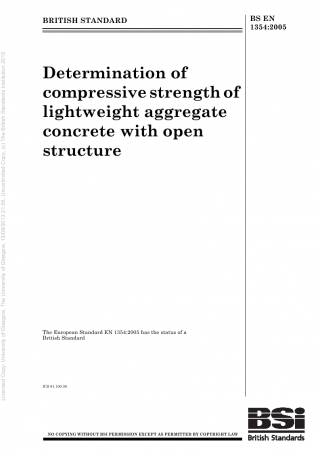 BRITISH STANDARD
BS EN
1354:2005
Determination of
compressive strength of
lightweight aggregate
concrete with open
structure
The European Standard EN 1354:2005 has the status of a
British Standard
ICS 91.100.30
NO COPYING WITHOUT BSI PERMISSION EXCEPT AS PERMITTED BY COPYRIGHT LAW
BSi
British Standards
Licensed Copy: University of Glasgow, The University of Glasgow, 13/03/2013 21:55, Uncontrolled Copy, (c) The British Standards Institution 2013